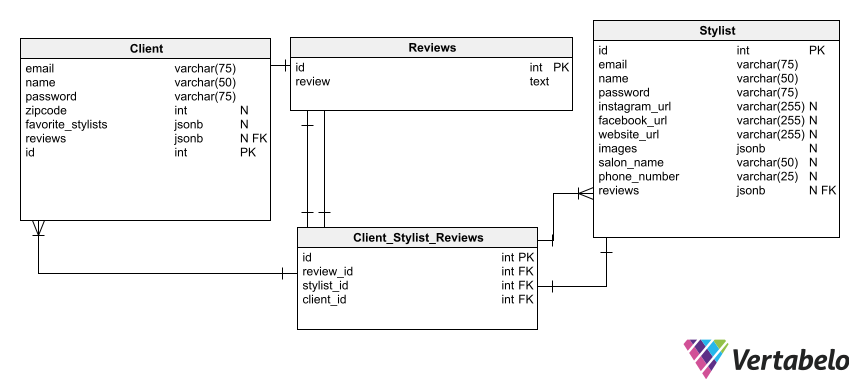 Client
email varchar(75)
name varchar(50)
password varchar(75)
zipcode int N
favorite_stylists jsonb N
reviews jsonb N FK
id int PK
Reviews
id int PK
review text
Stylist
id int PK
email varchar(75)
name varchar(50)
password varchar(75)
instagram_url varchar(255) N
facebook_url varchar(255) N
website_url varchar(255) N
images jsonb N
salon_name varchar(50) N
phone_number varchar(25) N
reviews jsonb N FK
Client_Stylist_Reviews
id int PK
review_id int FK
stylist_id int FK
client_id int FK
Vertabelo